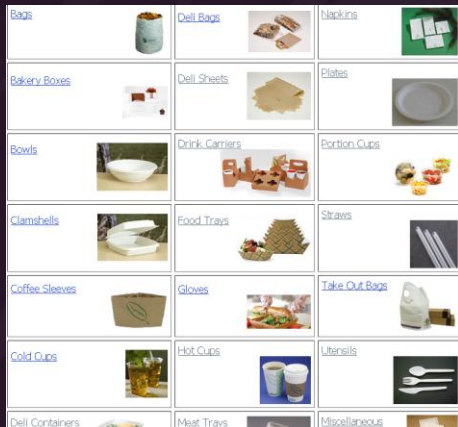 Bags
Deli Bags
Napkins
Bakery Boxes
Deli Sheets
Plates
Bowls
Drink Carriers
Portion Cups
Clamshells
Food Trays
Straws
Coffee Sleeves
Gloves
Take Out Bags
Cold Cups
Hot Cups
Utensils
Deli Containers
Meat Trays
Miscellaneous